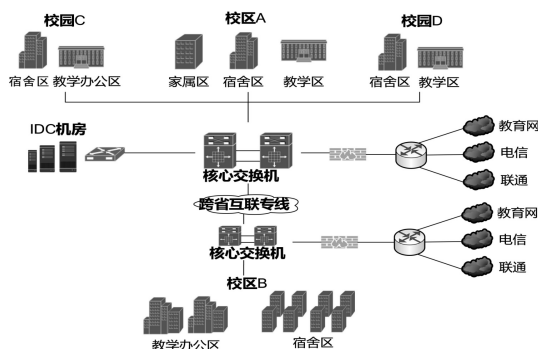 校园C
校区A
校园D
宿舍区 教学办公区
家属区 宿舍区 教学区
宿舍区 教学区
IDC机房
核心交换机
教育网
电信
联通
跨省互联专线
核心交换机
校区B
教育网
电信
联通
教学办公区
宿舍区